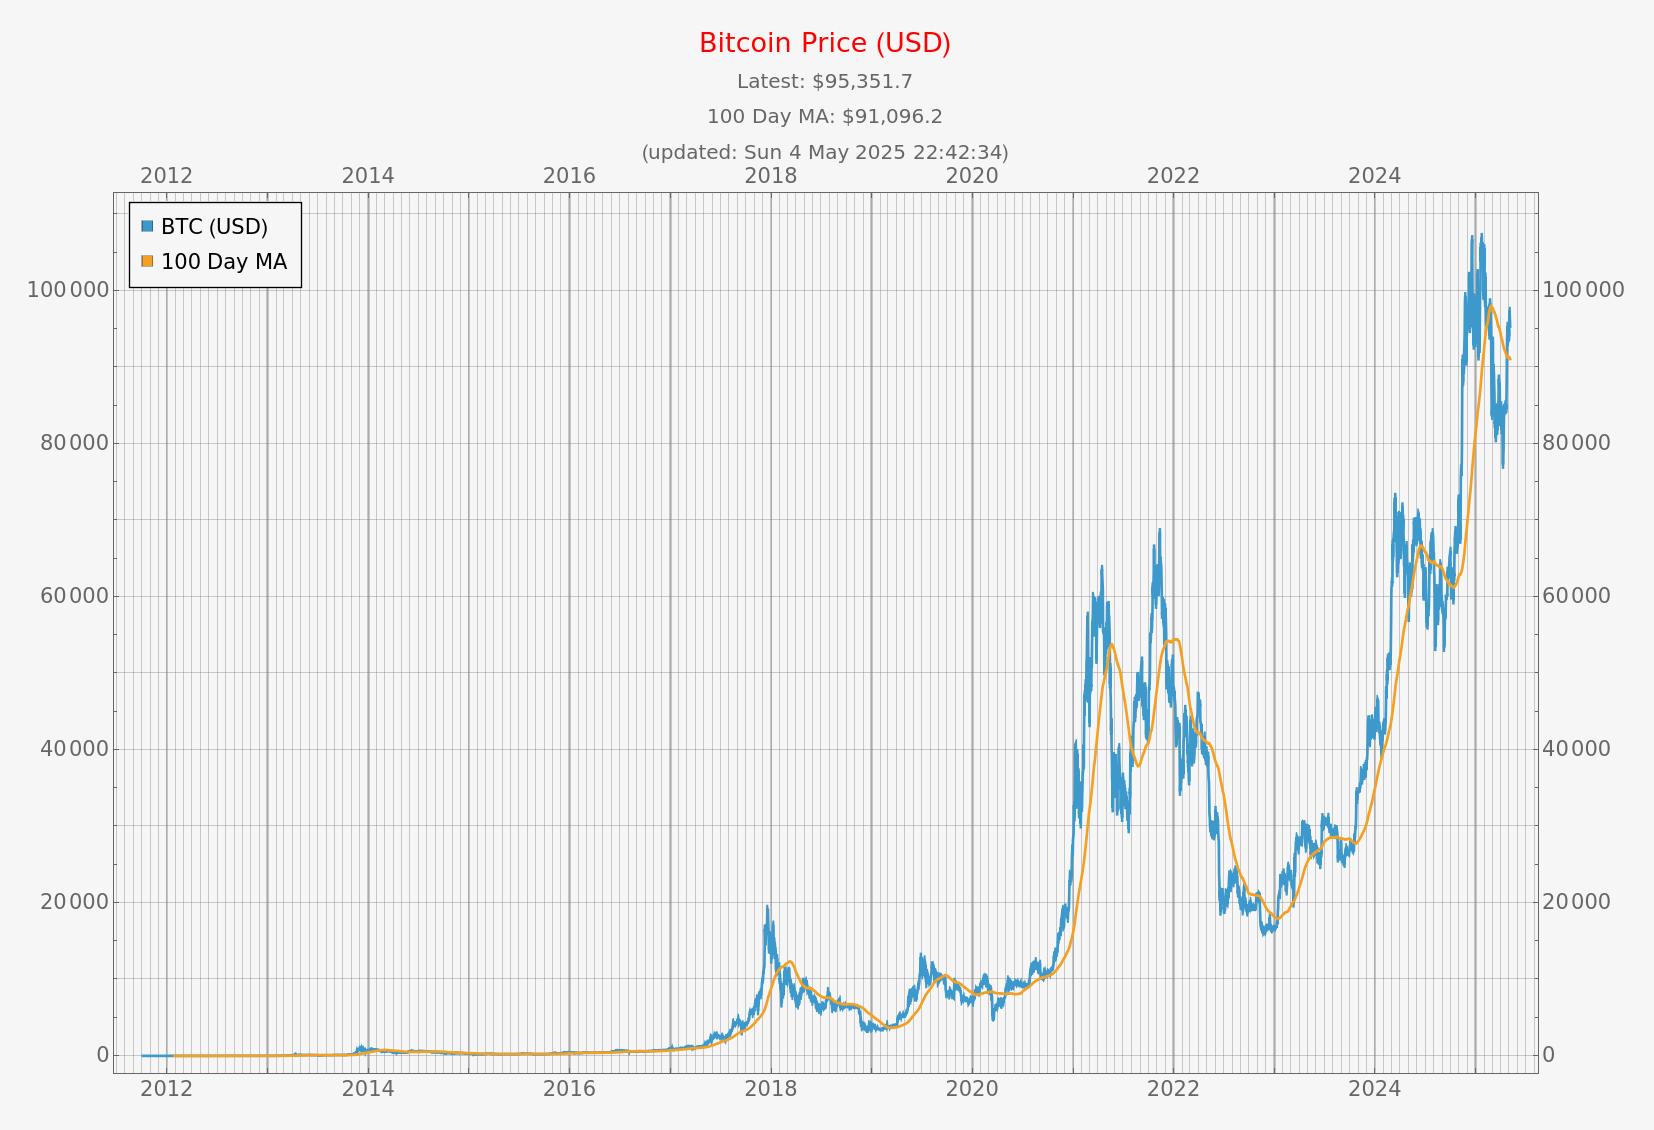 Bitcoin Price (USD)
Latest: $95,351.7
100 Day MA: $91,096.2
(updated: Sun 4 May 2025 22:42:34)
2012 2014 2016 2018 2020 2022 2024
BTC (USD)
100 Day MA
100 000 100 000
80 000 80 000
60 000 60 000
40 000 40 000
20 000 20 000
0 0
2012 2014 2016 2018 2020 2022 2024